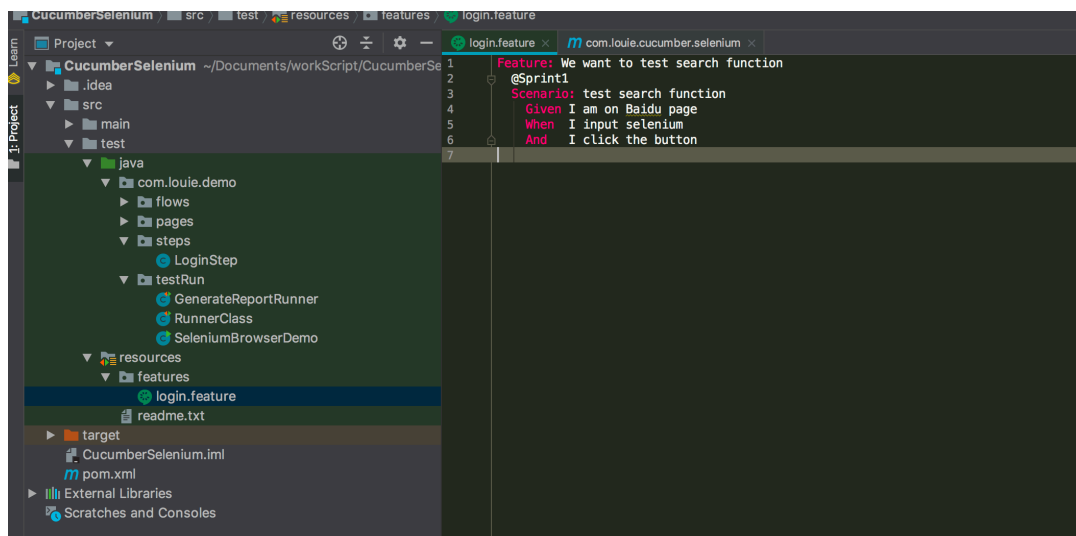 CucumberSelenium src test resources features login.feature
Learn
1: Project
Project
login.feature
com.louie.cucumber.selenium
CucumberSelenium ~/Documents/workScript/CucumberSe
.idea
src
main
test
java
com.louie.demo
flows
pages
steps
LoginStep
testRun
GenerateReportRunner
RunnerClass
SeleniumBrowserDemo
resources
features
login.feature
readme.txt
target
CucumberSelenium.iml
pom.xml
External Libraries
Scratches and Consoles
1 Feature: We want to test search function
2 @Sprint1
3 Scenario: test search function
4 Given I am on Baidu page
5 When I input selenium
6 And I click the button
7